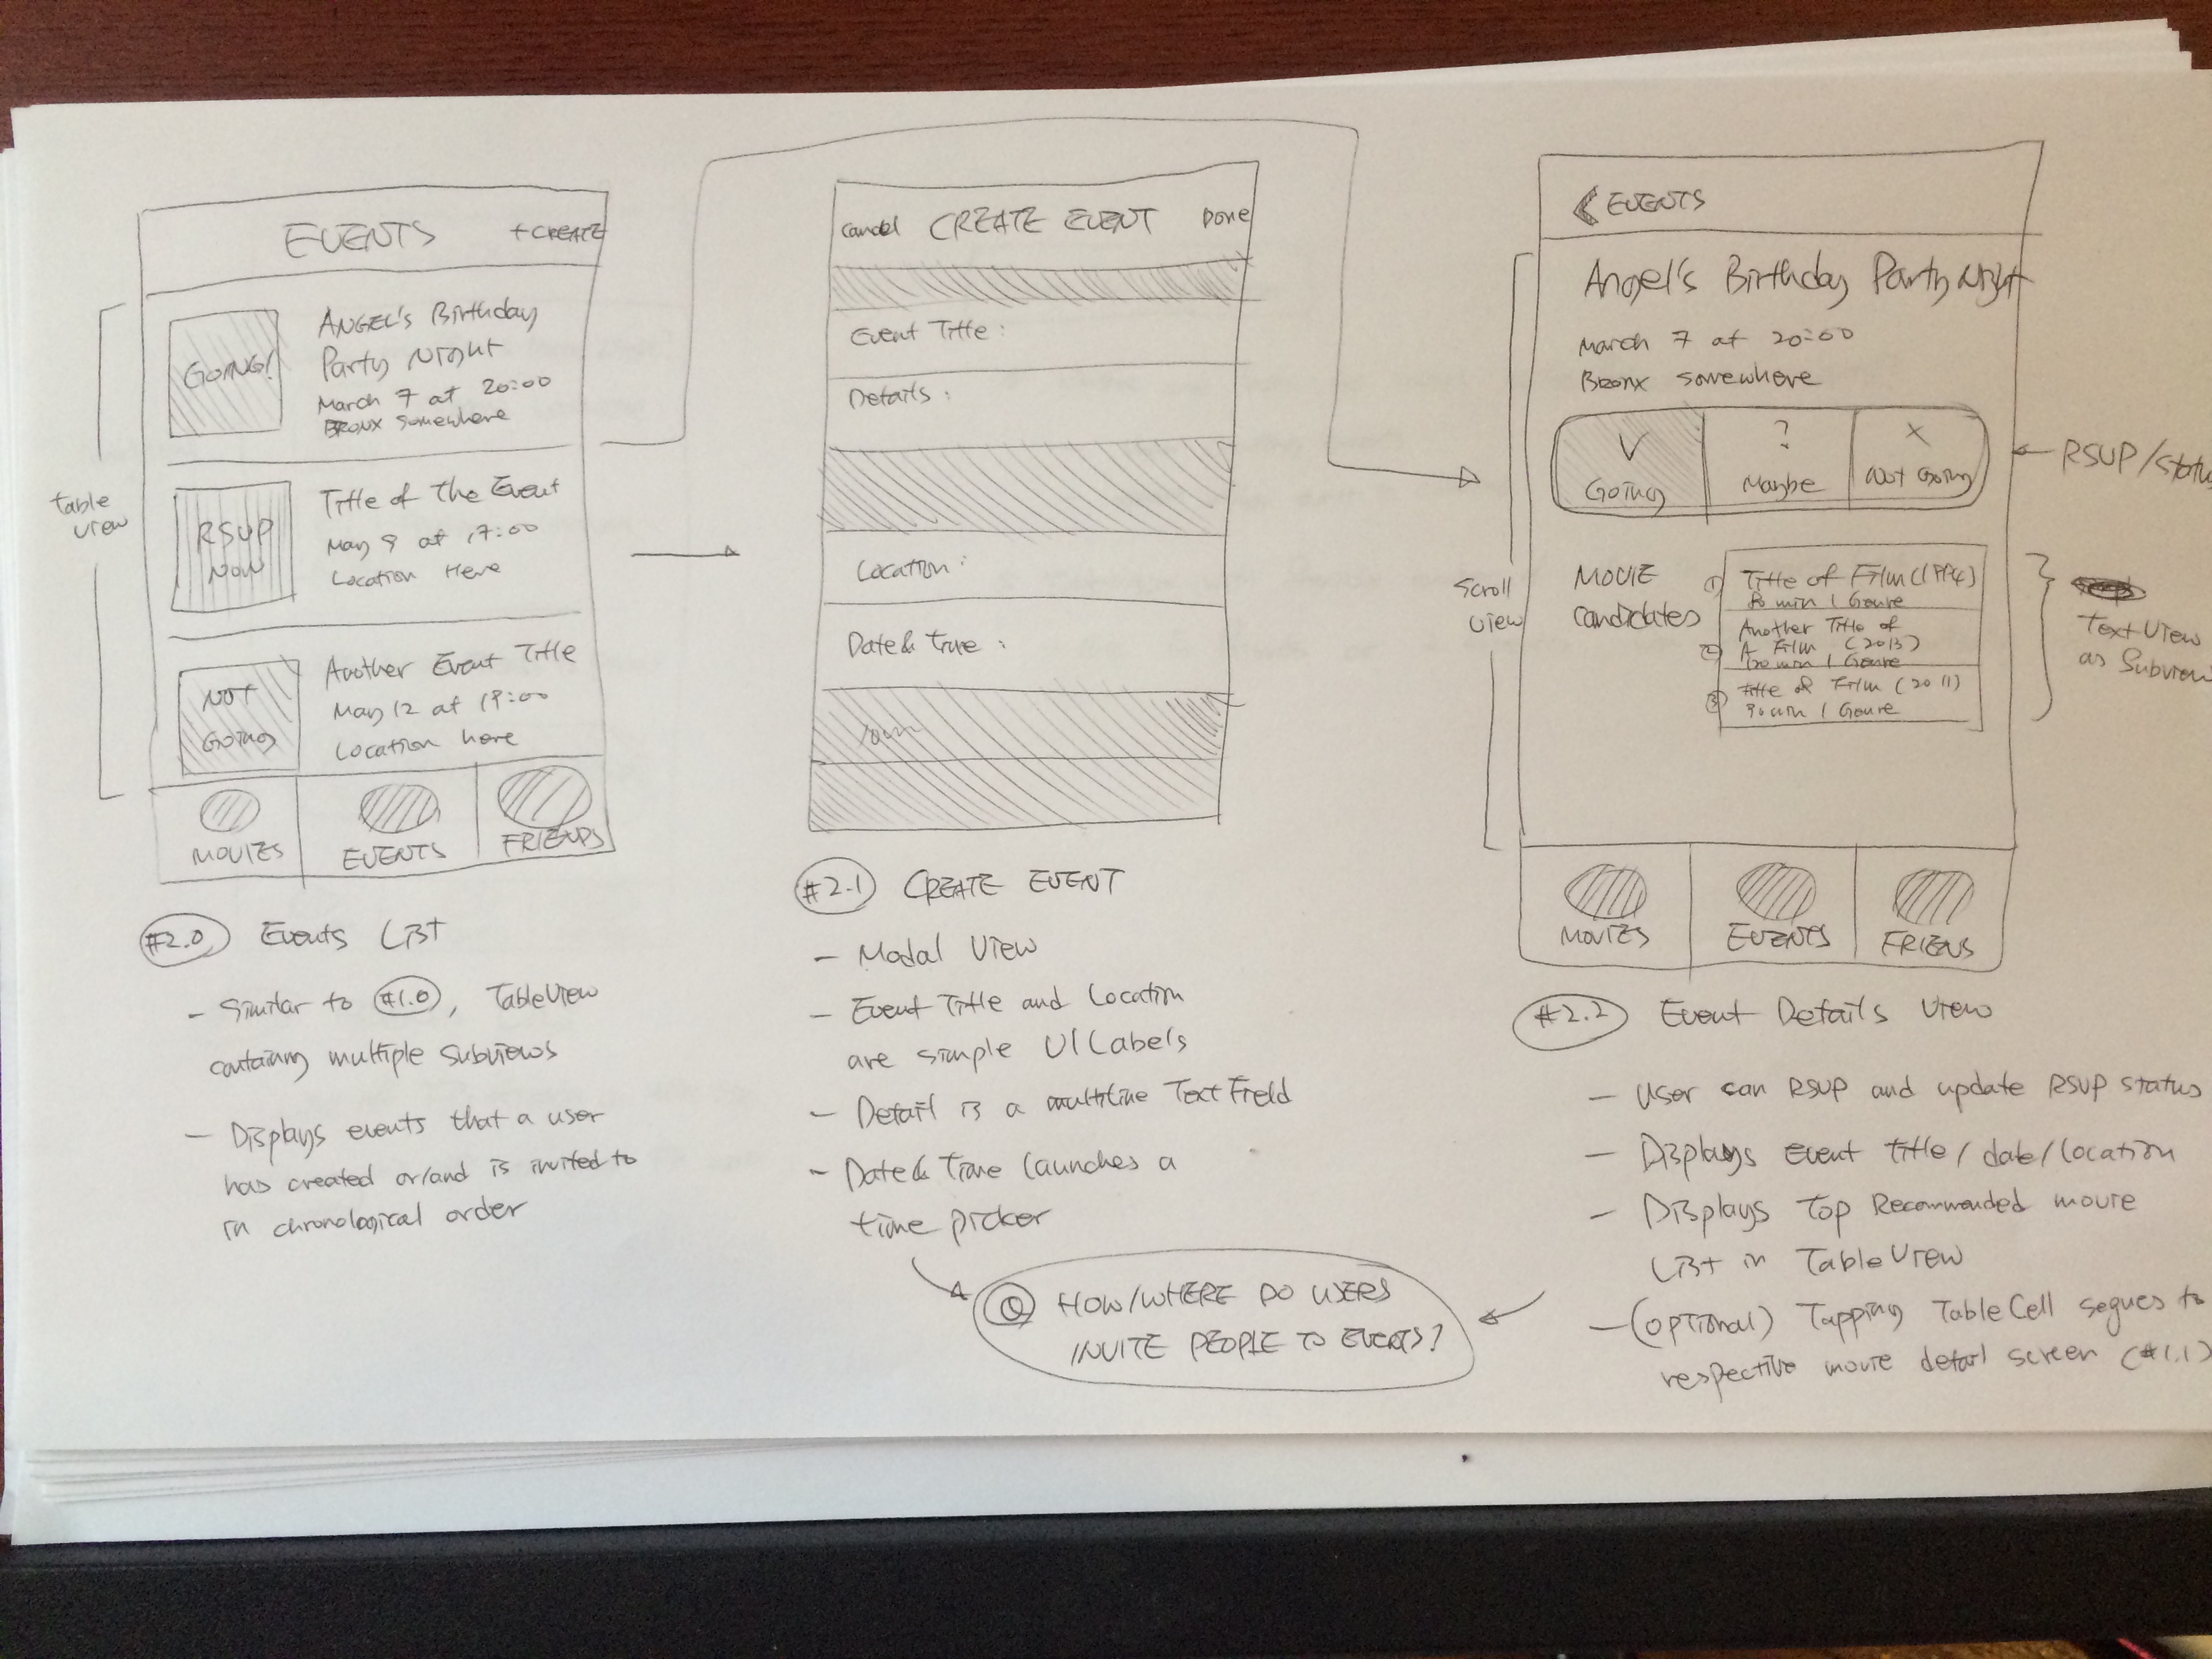 EVENTS +CREATE
GOING!
ANGEL'S Birthday
Party Night
March 7 at 20:00
BRONX Somewhere
Table
View
RSVP
NOW
Title of The Event
May 9 at 17:00
Location Here
NOT
GOING
Another Event Title
May 12 at 19:00
Location here
MOVIES EVENTS FRIENDS
#2.0 Events List
- Similar to #1.0, TableView
containing multiple subviews
- Displays events that a user
has created or/and is invited to
in chronological order
Cancel CREATE EVENT Done
Event Title :
Details :
Location :
Date & Time :
#2.1 CREATE EVENT
- Modal View
- Event Title and Location
are simple UILabels
- Detail is a multiline TextField
- Date & Time launches a
time picker
Q HOW/WHERE DO USERS
INVITE PEOPLE TO EVENTS?
EVENTS
Angel's Birthday Party Night
March 7 at 20:00
Bronx Somewhere
Going
? Maybe
X Not Going
RSVP/statu
Scroll
View
MOVIE
Candidates
① Title of Film (1994)
80 min | Genre
② Another Title of
A Film (2013)
120 min | Genre
③ Title of Film (2011)
90 min | Genre
Text View
as Subview
MOVIES EVENTS FRIENS
#2.2 Event Details View
- User can RSVP and update RSVP status
- Displays Event title/date/location
- Displays Top Recommended movie
List in TableView
- (optional) Tapping TableCell segues to
respective movie detail screen (#1.1)